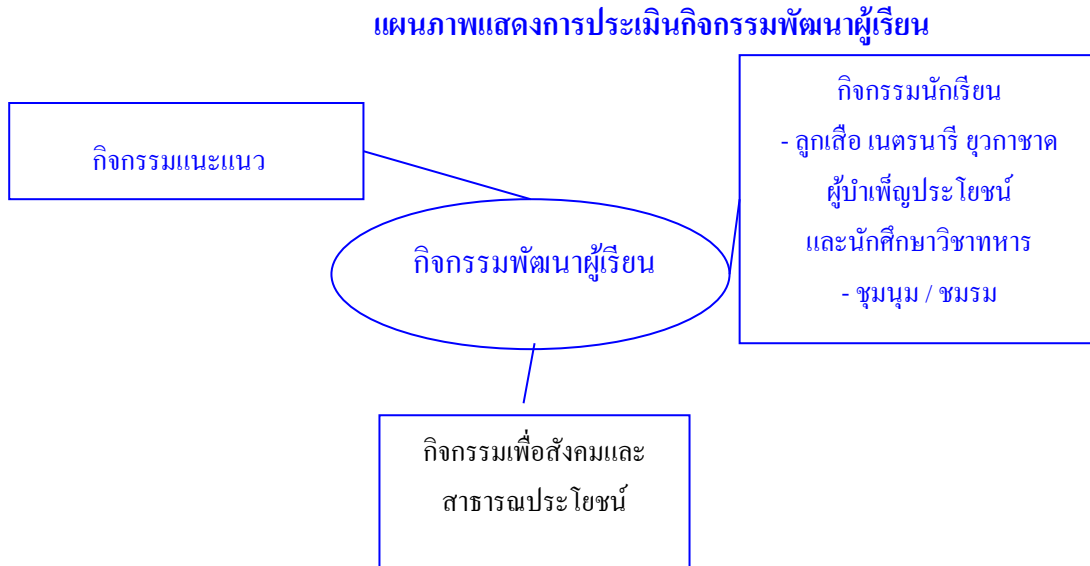 แผนภาพแสดงการประเมินกิจกรรมพัฒนาผู้เรียน
กิจกรรมแนะแนว
กิจกรรมนักเรียน
- ลูกเสือ เนตรนารี ยุวกาชาด
ผู้บำเพ็ญประโยชน์
และนักศึกษาวิชาทหาร
- ชุมนุม / ชมรม
กิจกรรมพัฒนาผู้เรียน
กิจกรรมเพื่อสังคมและ
สาธารณประโยชน์